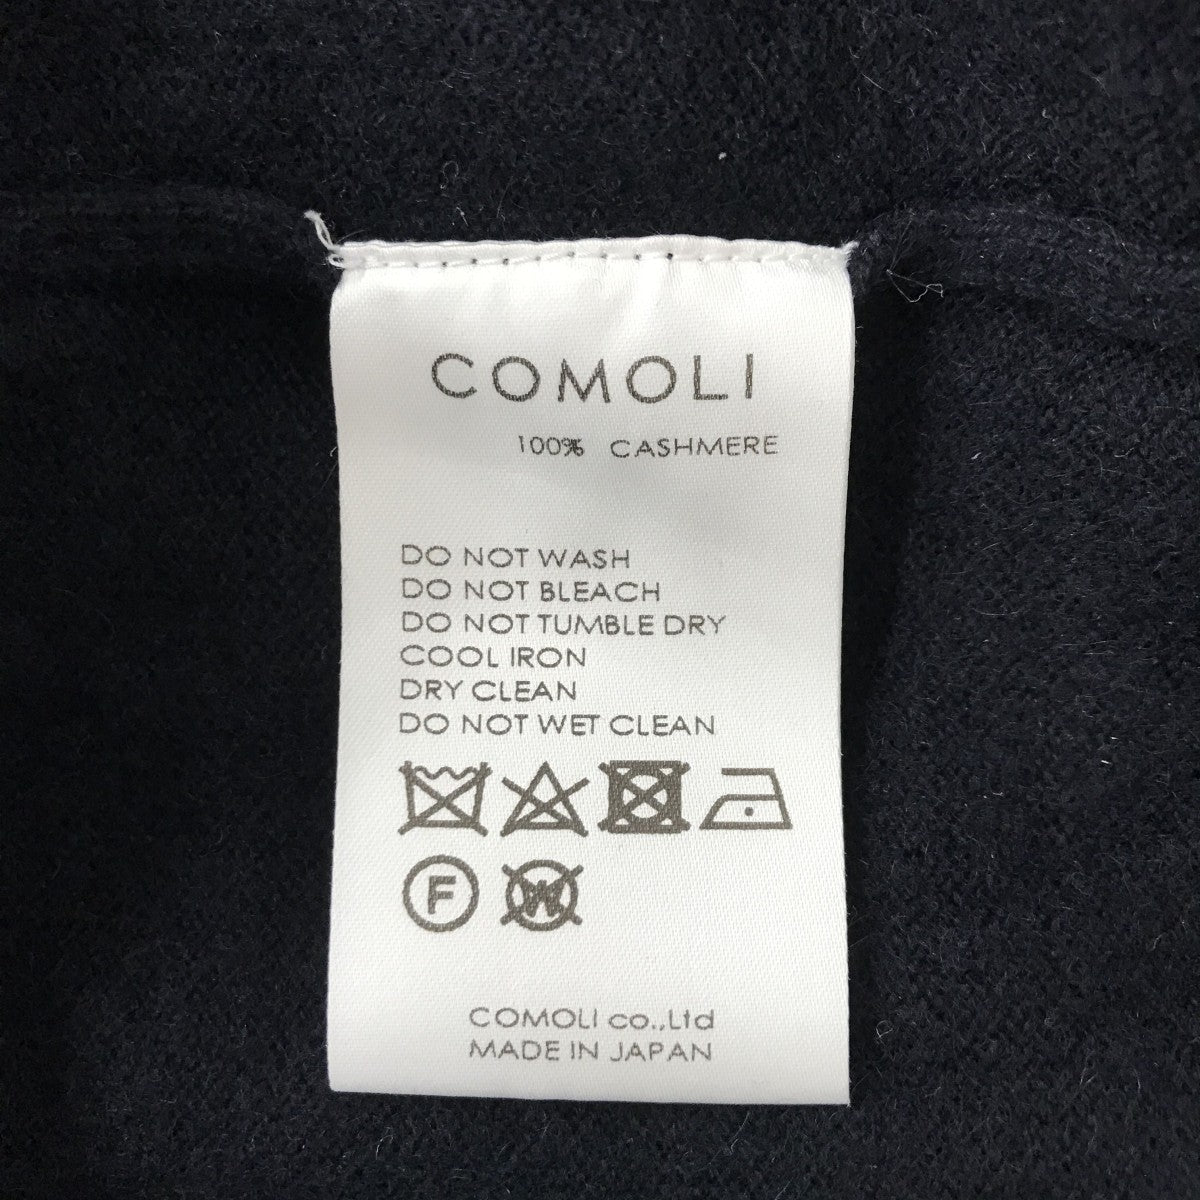 COMOLI
100% CASHMERE
DO NOT WASH
DO NOT BLEACH
DO NOT TUMBLE DRY
COOL IRON
DRY CLEAN
DO NOT WET CLEAN
F W
COMOLI co.,Ltd
MADE IN JAPAN